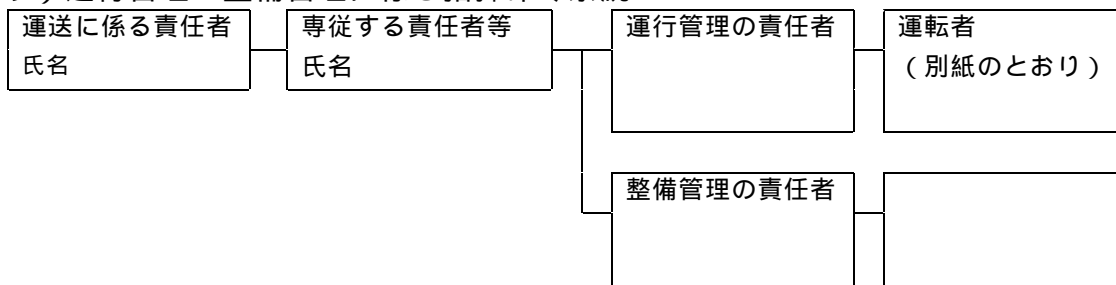 運送に係る責任者
氏名
専従する責任者等
氏名
運行管理の責任者
運転者
(別紙のとおり)
整備管理の責任者